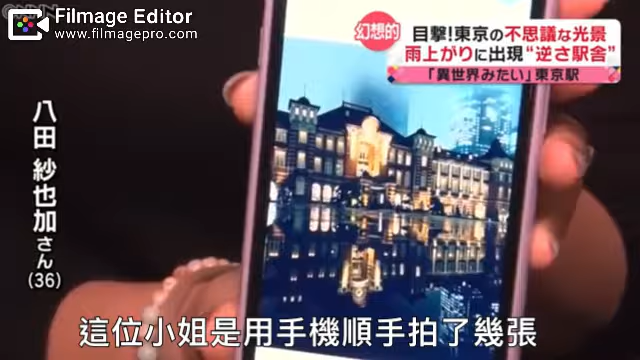 Filmage Editor
www.filmagepro.com
幻想的
目撃!東京の不思議な光景
雨上がりに出現“逆さ駅舎”
「異世界みたい」東京駅
八田 紗也加さん
(36)
這位小姐是用手機順手拍了幾張